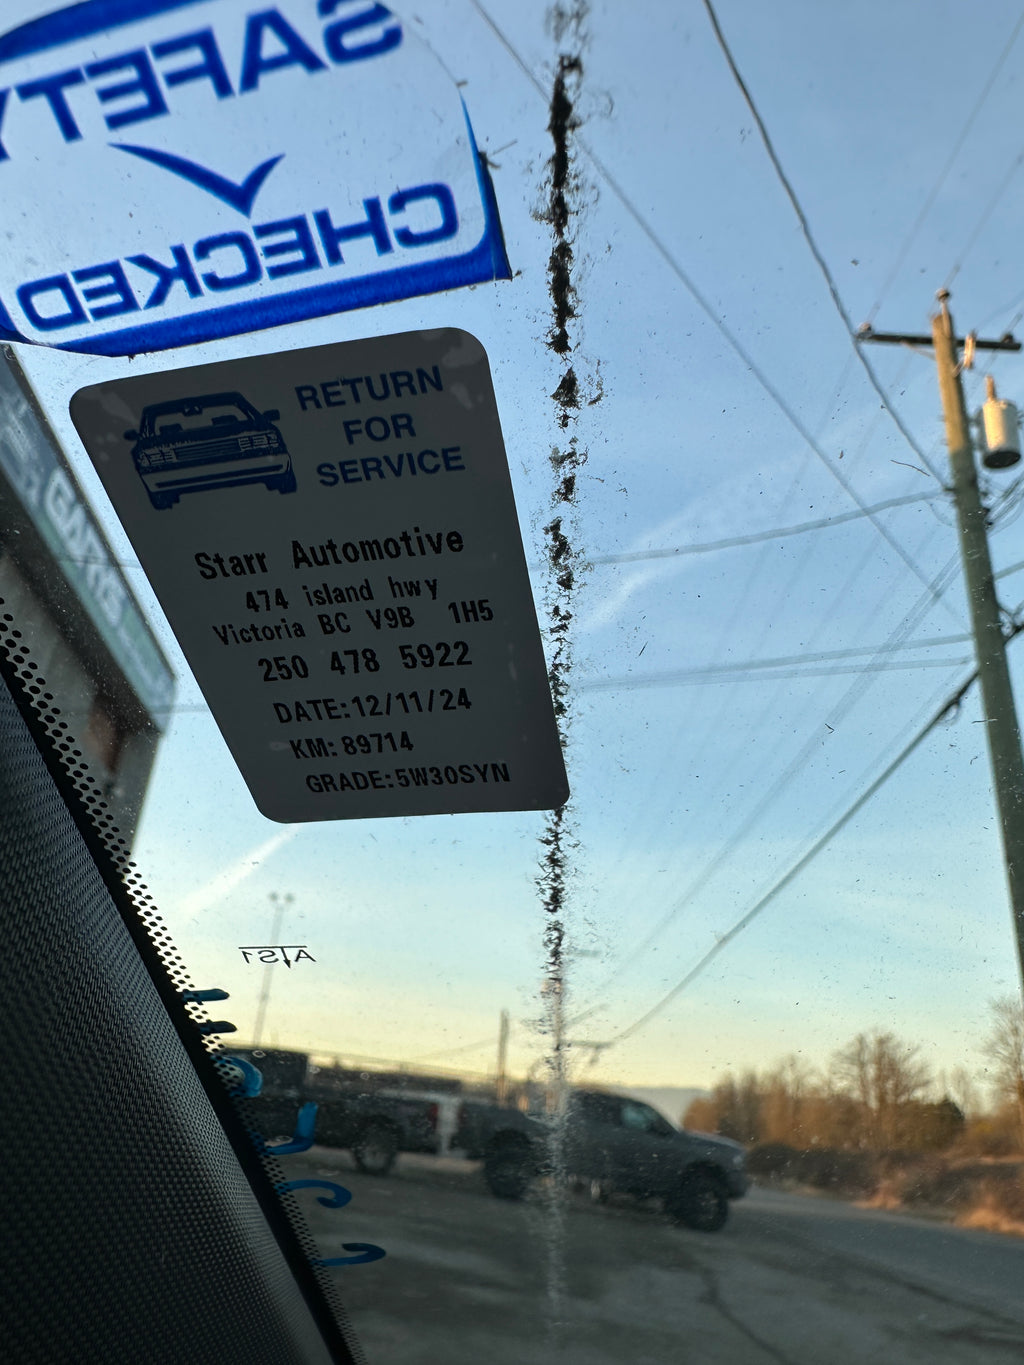 SAFETY
CHECKED
RETURN
FOR
SERVICE
Starr Automotive
474 island hwy
Victoria BC V9B 1H5
250 478 5922
DATE:12/11/24
KM:89714
GRADE:5W30SYN
AS1